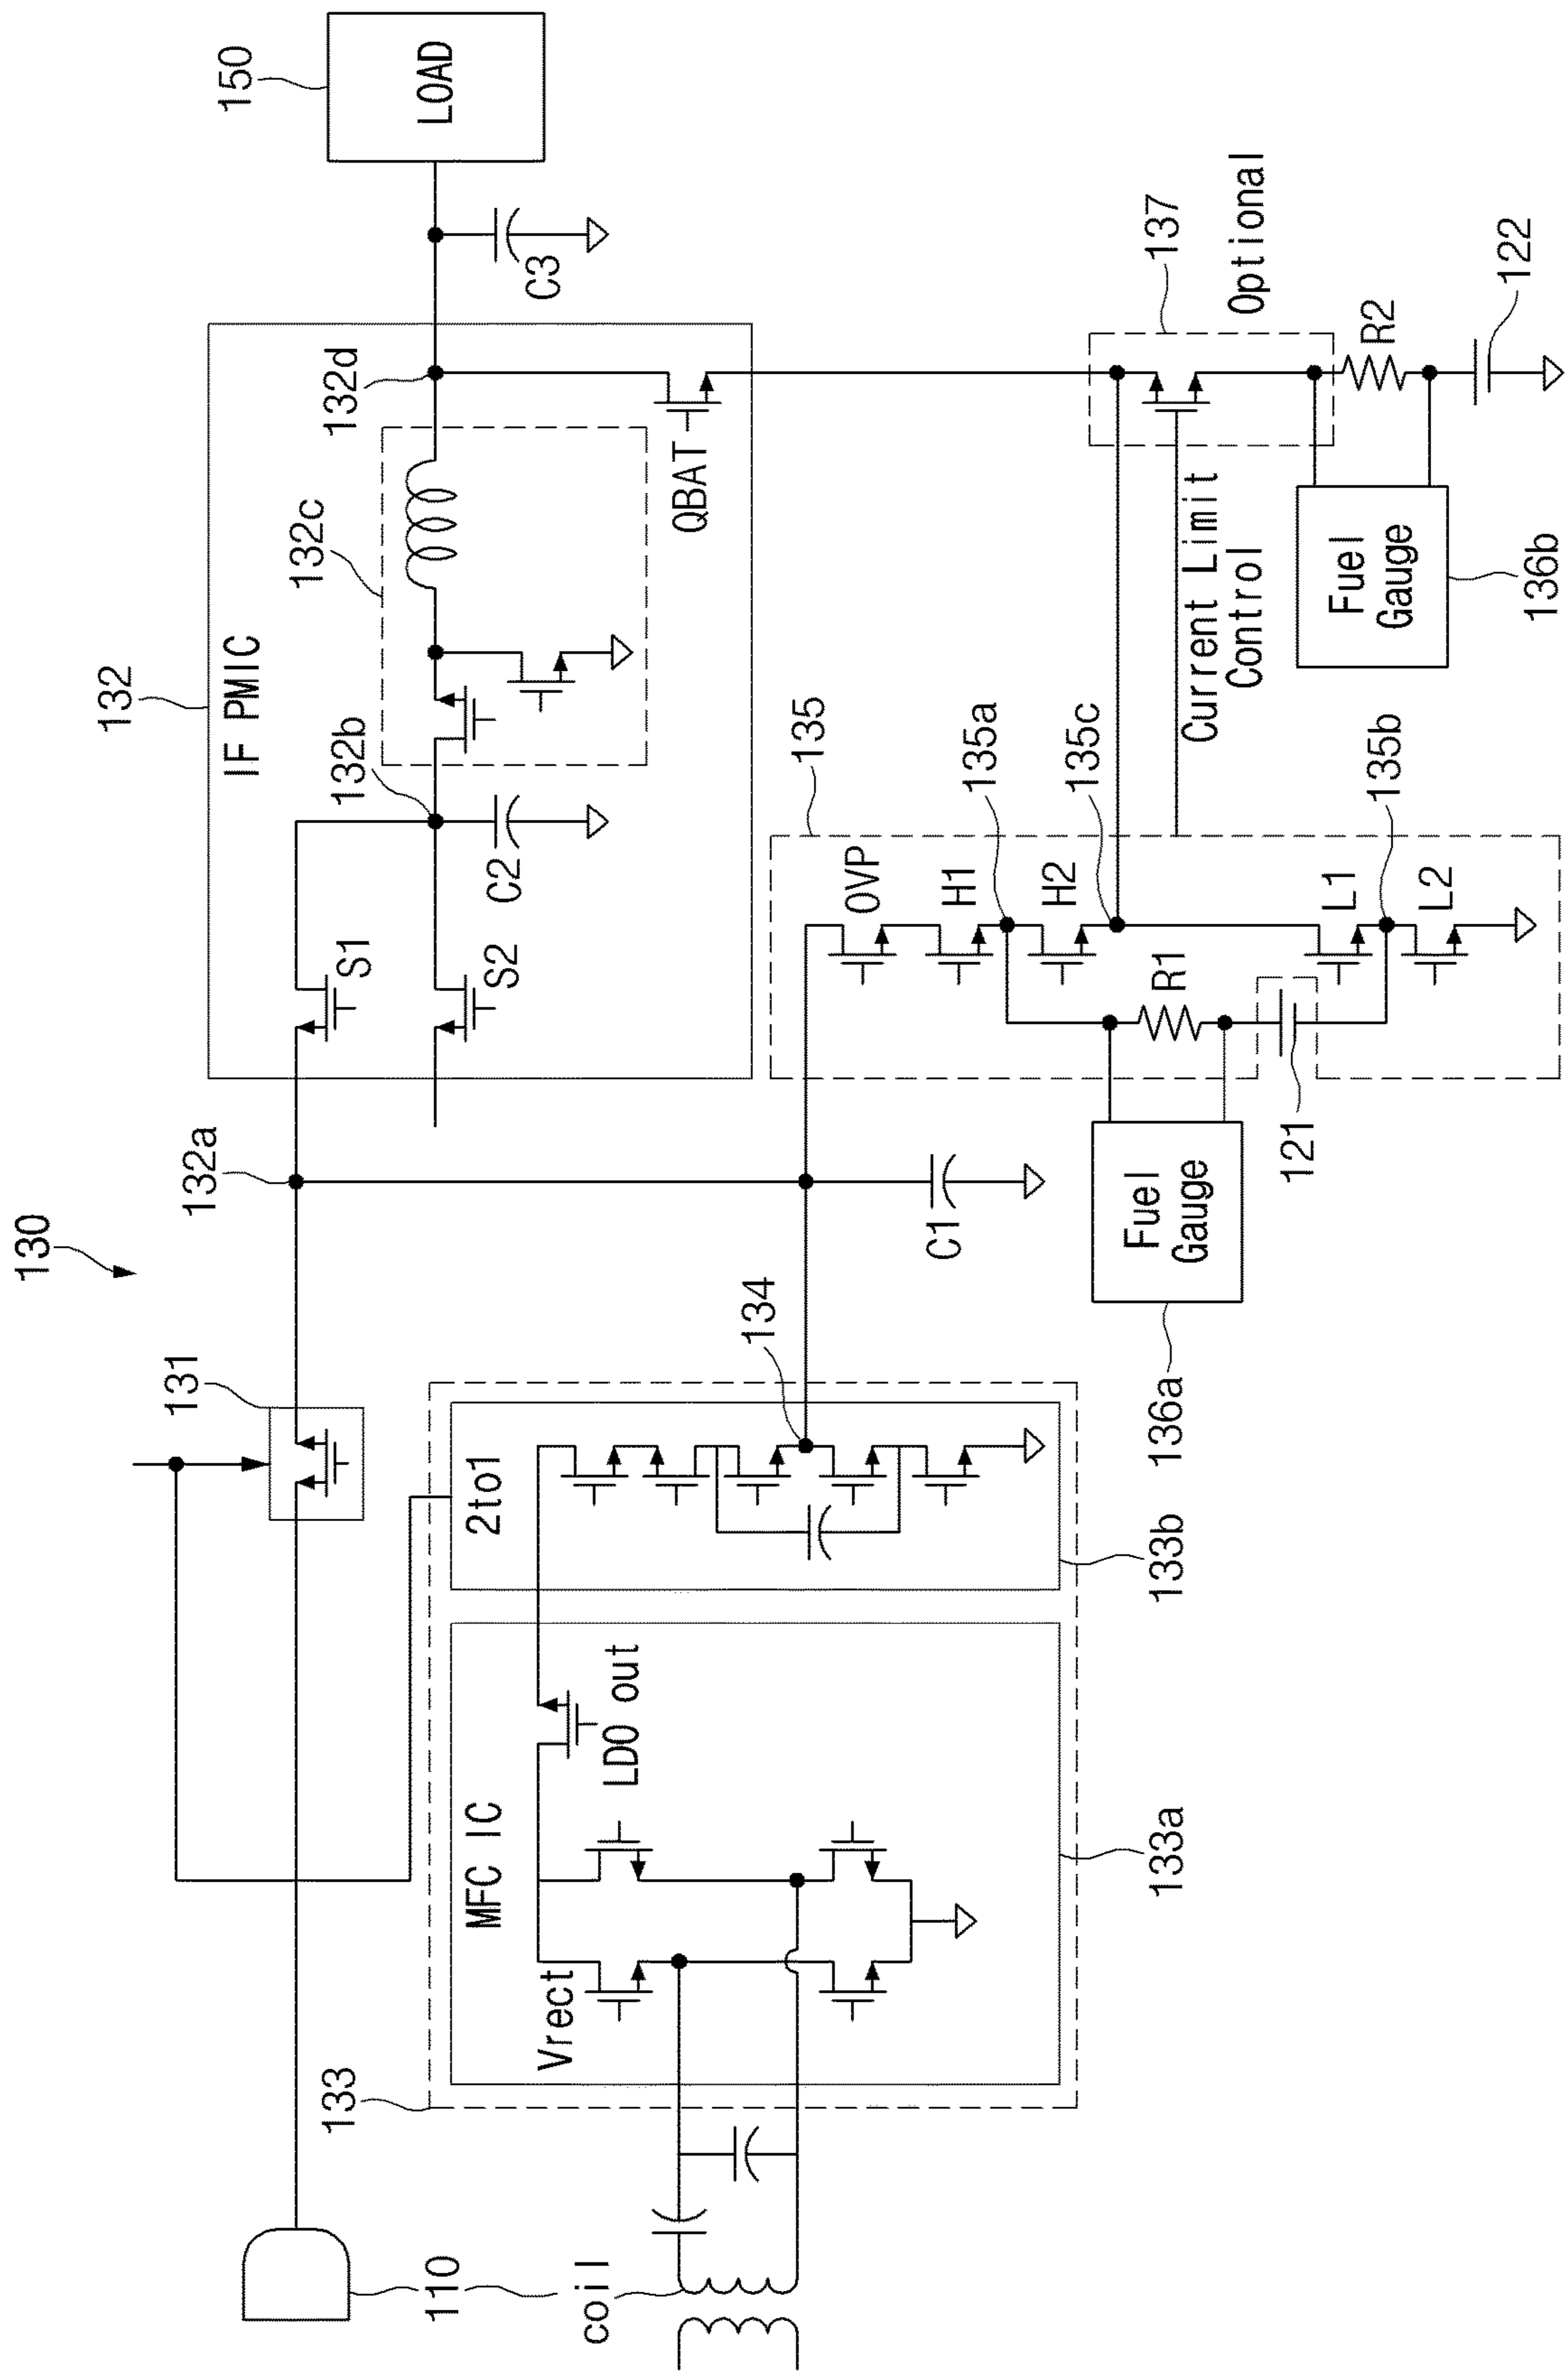 130
131
132a
132
IF PMIC
S1
S2
132b
C2
132c
132d
QBAT
C3
150
LOAD
110
coil
133
MFC IC
Vrect
LDO out
133a
2to1
133b
134
C1
135
OVP
H1
135a
H2
135c
R1
L1
135b
L2
121
Fuel
Gauge
136a
Current Limit
Control
137
Optional
R2
122
Fuel
Gauge
136b